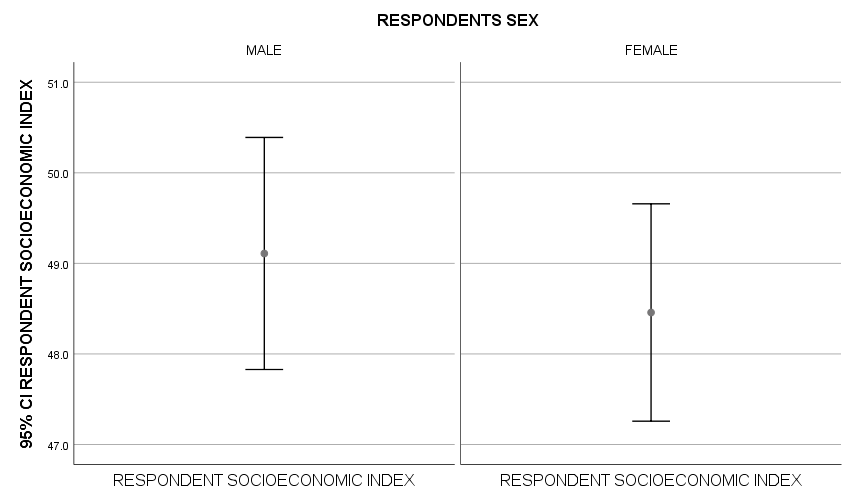 RESPONDENTS SEX
MALE
FEMALE
95% CI RESPONDENT SOCIOECONOMIC INDEX
51.0
50.0
49.0
48.0
47.0
RESPONDENT SOCIOECONOMIC INDEX
RESPONDENT SOCIOECONOMIC INDEX